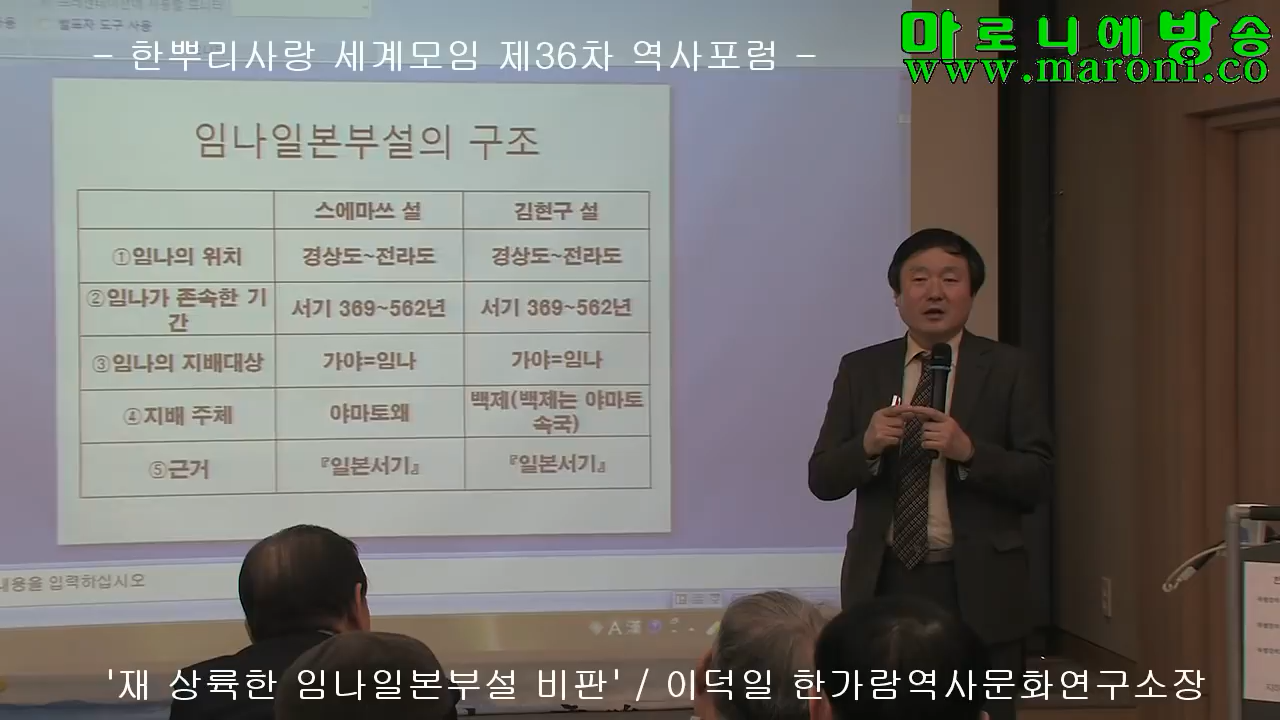 발표자 도구 사용
마로니에방송
- 한뿌리사랑 세계모임 제36차 역사포럼 -
www.maroni.co
임나일본부설의 구조
스에마쓰 설 김현구 설
①임나의 위치 경상도~전라도 경상도~전라도
②임나가 존속한 기간 서기 369~562년 서기 369~562년
③임나의 지배대상 가야=임나 가야=임나
④지배 주체 야마토왜 백제(백제는 야마토 속국)
⑤근거 『일본서기』 『일본서기』
내용을 입력하십시오
A 漢
'재 상륙한 임나일본부설 비판' / 이덕일 한가람역사문화연구소장